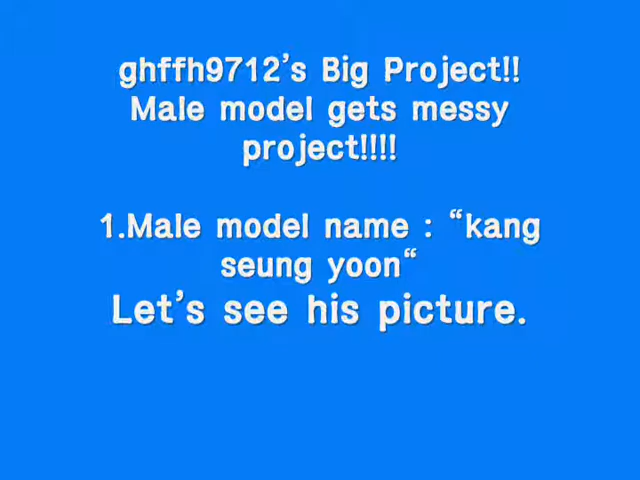 ghffh9712’s Big Project!!
Male model gets messy
project!!!!
1.Male model name : “kang
seung yoon“
Let’s see his picture.